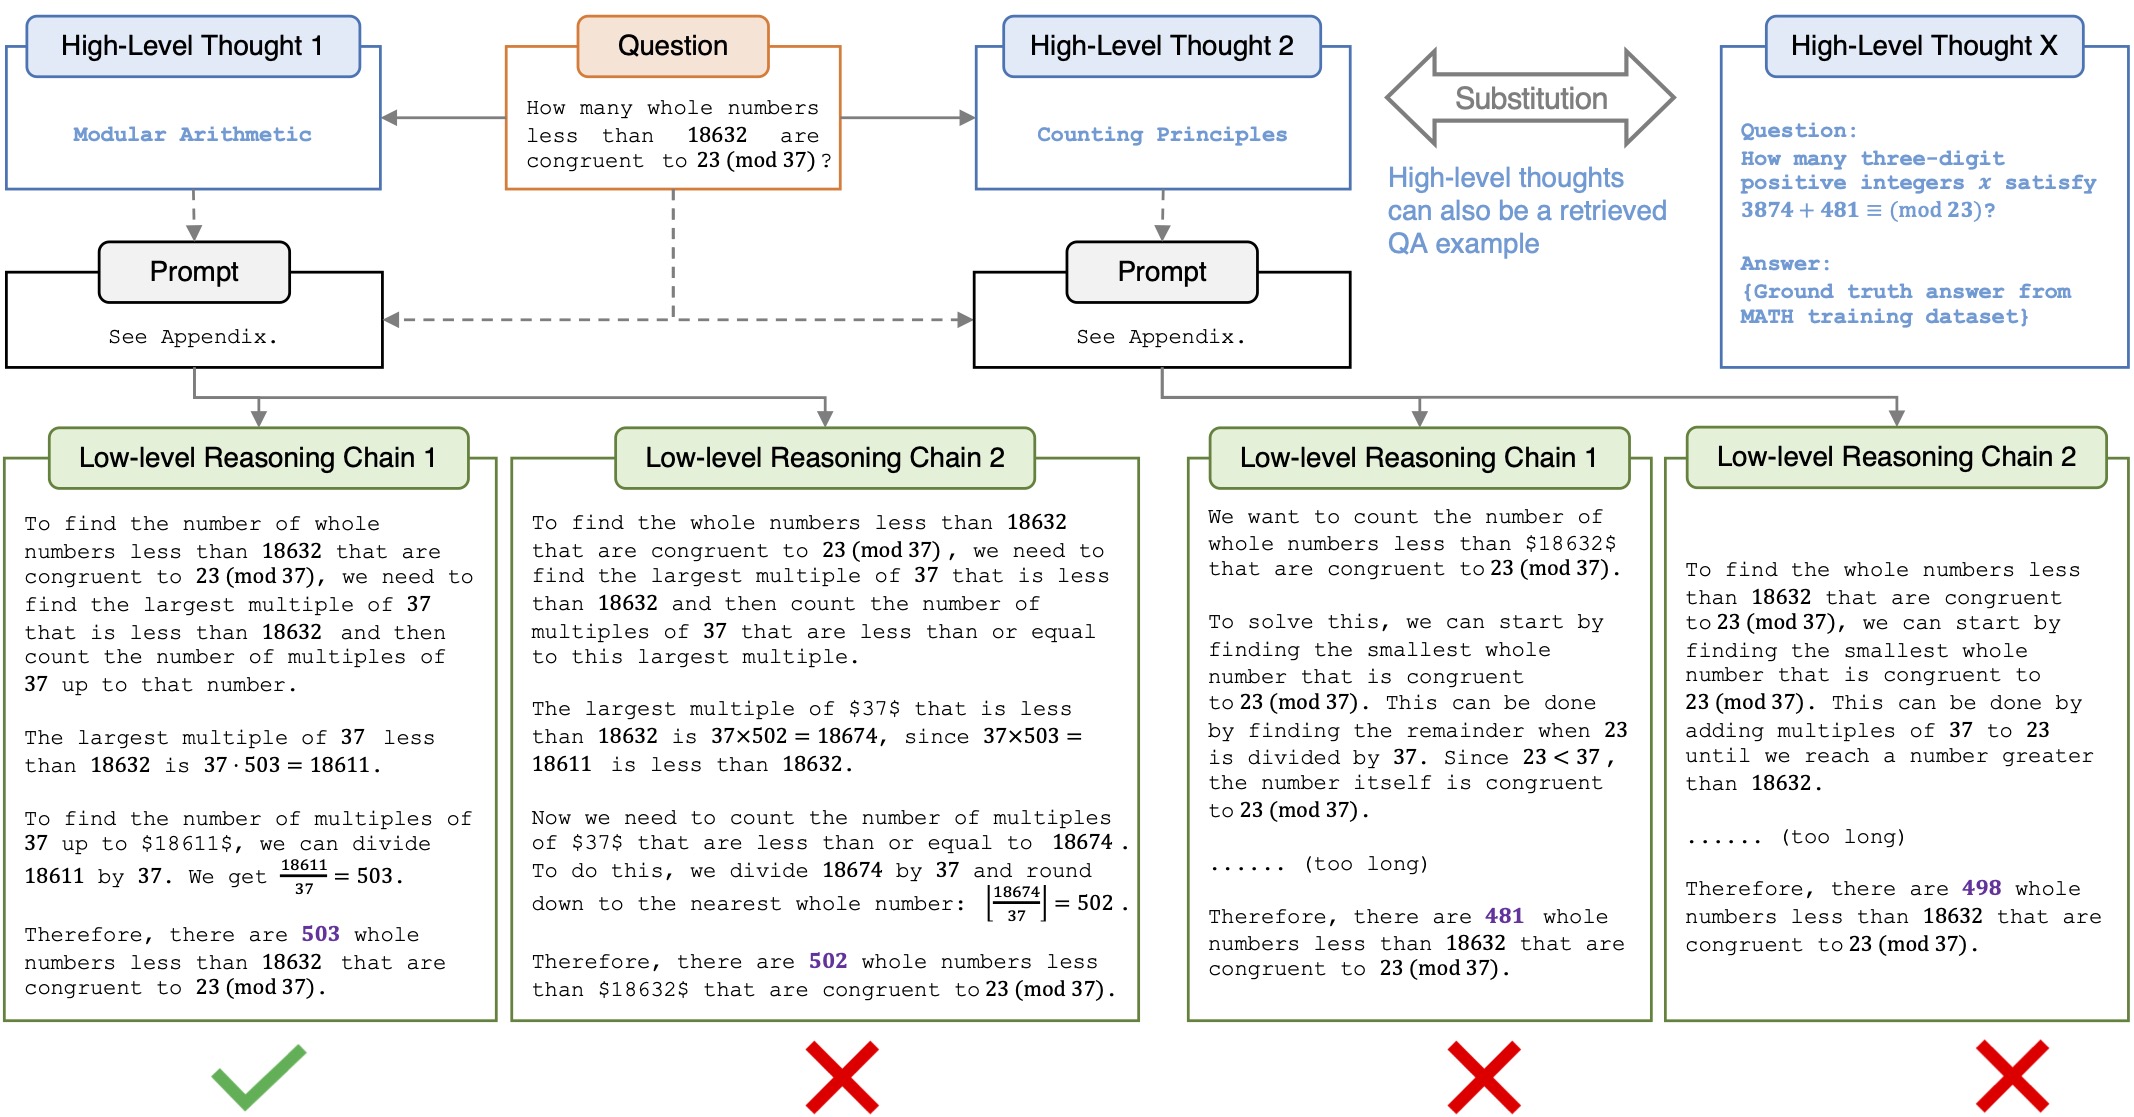 High-Level Thought 1
Modular Arithmetic
Question
How many whole numbers
less than 18632 are
congruent to 23 (mod 37)?
High-Level Thought 2
Counting Principles
Substitution
High-level thoughts
can also be a retrieved
QA example
High-Level Thought X
Question:
How many three-digit
positive integers x satisfy
3874 + 481 ≡ (mod 23)?
Answer:
{Ground truth answer from
MATH training dataset}
Prompt
See Appendix.
Prompt
See Appendix.
Low-level Reasoning Chain 1
To find the number of whole
numbers less than 18632 that are
congruent to 23 (mod 37), we need to
find the largest multiple of 37
that is less than 18632 and then
count the number of multiples of
37 up to that number.
The largest multiple of 37 less
than 18632 is 37 · 503 = 18611.
To find the number of multiples of
37 up to $18611$, we can divide
18611 by 37. We get 18611/37 = 503.
Therefore, there are 503 whole
numbers less than 18632 that are
congruent to 23 (mod 37).
Low-level Reasoning Chain 2
To find the whole numbers less than 18632
that are congruent to 23 (mod 37), we need to
find the largest multiple of 37 that is less
than 18632 and then count the number of
multiples of 37 that are less than or equal
to this largest multiple.
The largest multiple of $37$ that is less
than 18632 is 37×502 = 18674, since 37×503 =
18611 is less than 18632.
Now we need to count the number of multiples
of $37$ that are less than or equal to 18674.
To do this, we divide 18674 by 37 and round
down to the nearest whole number: ⌊18674/37⌋ = 502.
Therefore, there are 502 whole numbers less
than $18632$ that are congruent to 23 (mod 37).
Low-level Reasoning Chain 1
We want to count the number of
whole numbers less than $18632$
that are congruent to 23 (mod 37).
To solve this, we can start by
finding the smallest whole
number that is congruent
to 23 (mod 37). This can be done
by finding the remainder when 23
is divided by 37. Since 23 < 37,
the number itself is congruent
to 23 (mod 37).
...... (too long)
Therefore, there are 481 whole
numbers less than 18632 that are
congruent to 23 (mod 37).
Low-level Reasoning Chain 2
To find the whole numbers less
than 18632 that are congruent
to 23 (mod 37), we can start by
finding the smallest whole
number that is congruent to
23 (mod 37). This can be done by
adding multiples of 37 to 23
until we reach a number greater
than 18632.
...... (too long)
Therefore, there are 498 whole
numbers less than 18632 that are
congruent to 23 (mod 37).